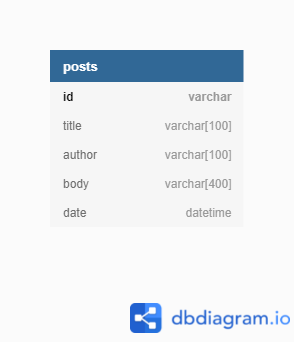 posts
id varchar
title varchar[100]
author varchar[100]
body varchar[400]
date datetime
dbdiagram.io